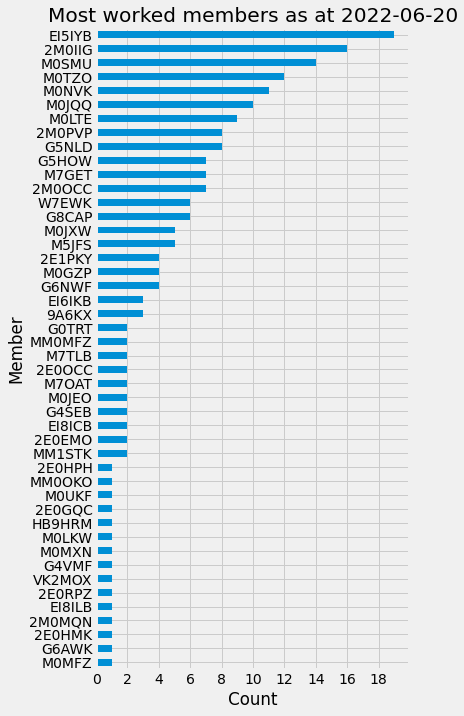 Most worked members as at 2022-06-20
EI5IYB
2M0IIG
M0SMU
M0TZO
M0NVK
M0JQQ
M0LTE
2M0PVP
G5NLD
G5HOW
M7GET
2M0OCC
W7EWK
G8CAP
M0JXW
M5JFS
2E1PKY
M0GZP
G6NWF
EI6IKB
9A6KX
G0TRT
MM0MFZ
M7TLB
2E0OCC
M7OAT
M0JEO
G4SEB
EI8ICB
2E0EMO
MM1STK
2E0HPH
MM0OKO
M0UKF
2E0GQC
HB9HRM
M0LKW
M0MXN
G4VMF
VK2MOX
2E0RPZ
EI8ILB
2M0MQN
2E0HMK
G6AWK
M0MFZ
Member
0 2 4 6 8 10 12 14 16 18
Count